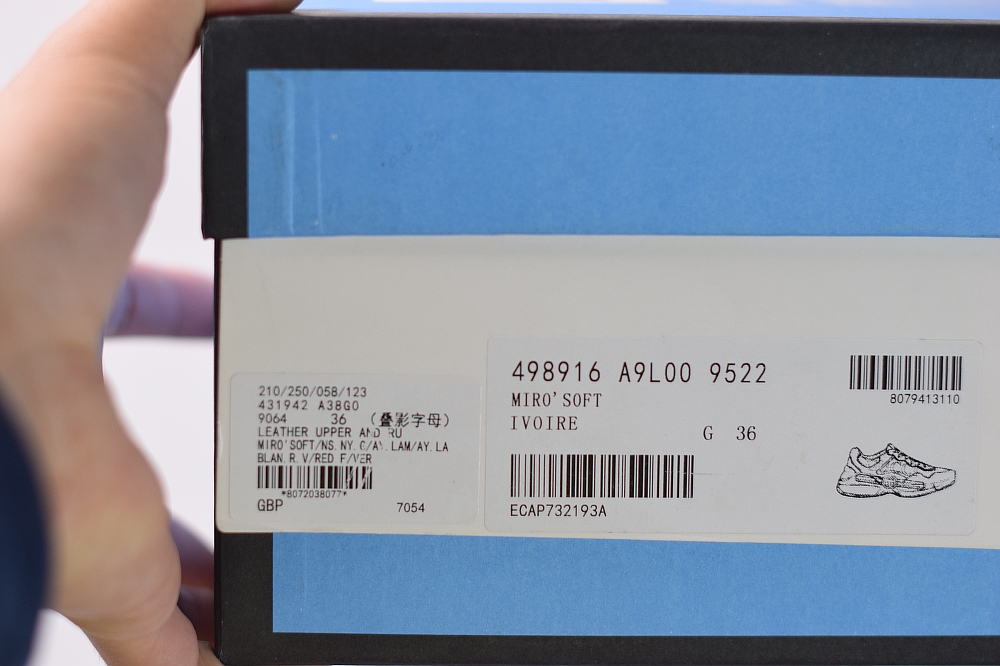 210/250/058/123
431942 A38G0
9064 36 (叠影字母)
LEATHER UPPER AND RU
MIRO'SOFT/NS.NY.G/AY.LAM/AY.LA
BLAN.R.V/RED F/VER
*8072038077*
GBP 7054
498916 A9L00 9522
MIRO'SOFT
IVOIRE
G 36
ECAP732193A
8079413110